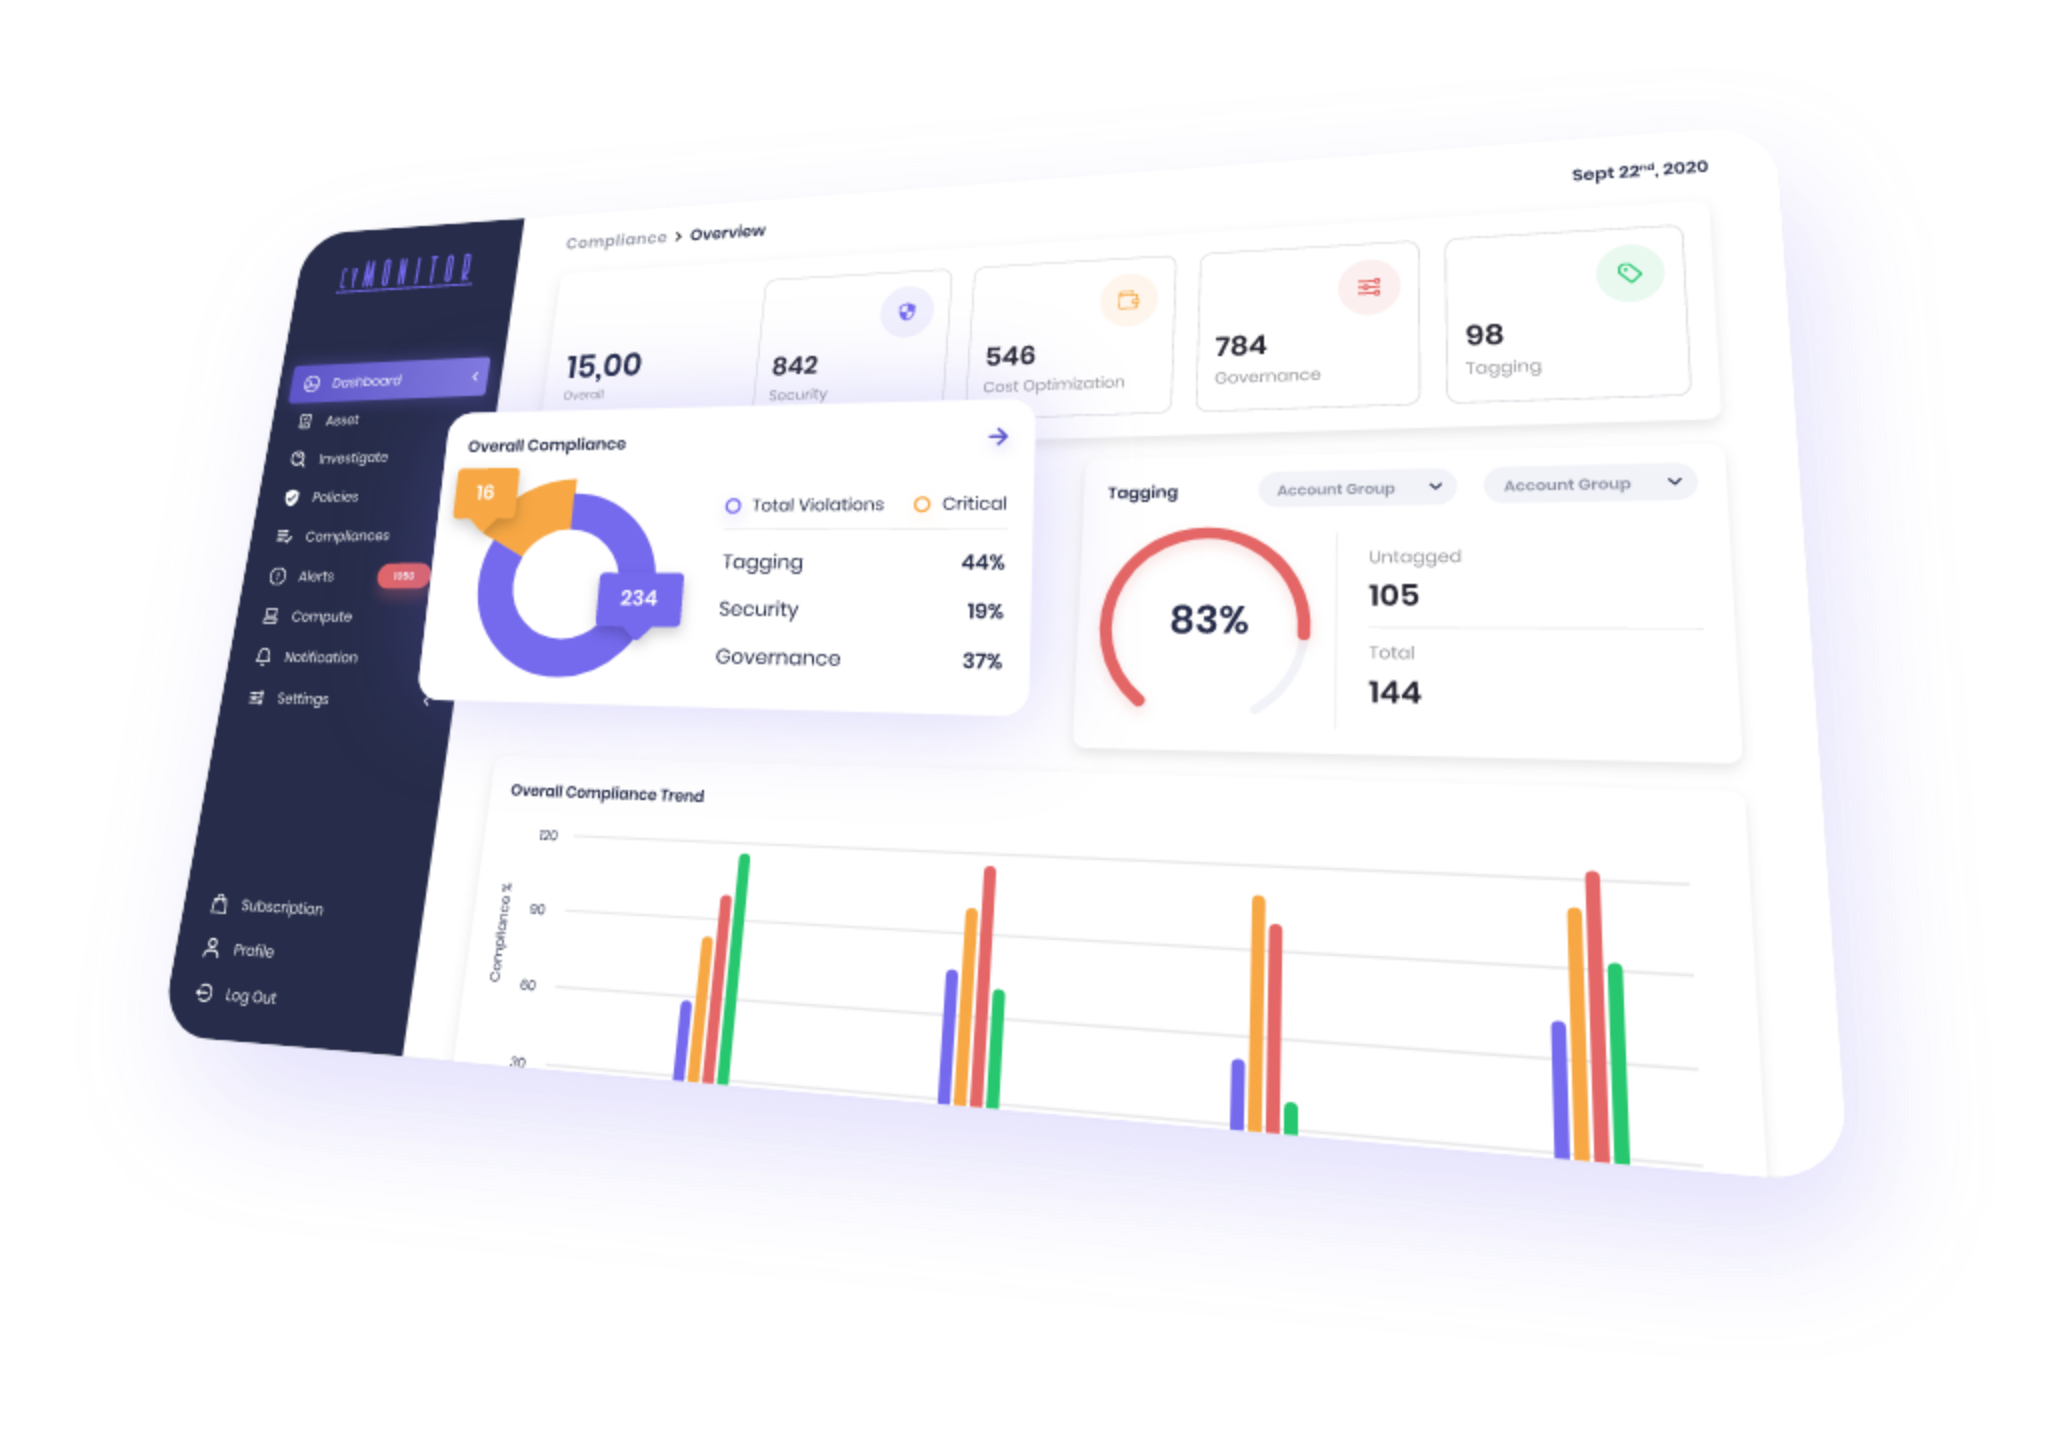 CYMONITOR
Dashboard
Asset
Investigate
Policies
Compliances
Alerts
Compute
Notification
Settings
Subscription
Profile
Log Out
Compliance > Overview
Sept 22nd, 2020
15,00
Overall
842
Security
546
Cost Optimization
784
Governance
98
Tagging
Overall Compliance
16
234
Total Violations Critical
Tagging 44%
Security 19%
Governance 37%
Tagging Account Group Account Group
83%
Untagged
105
Total
144
Overall Compliance Trend
Compliance %
120
90
60
30